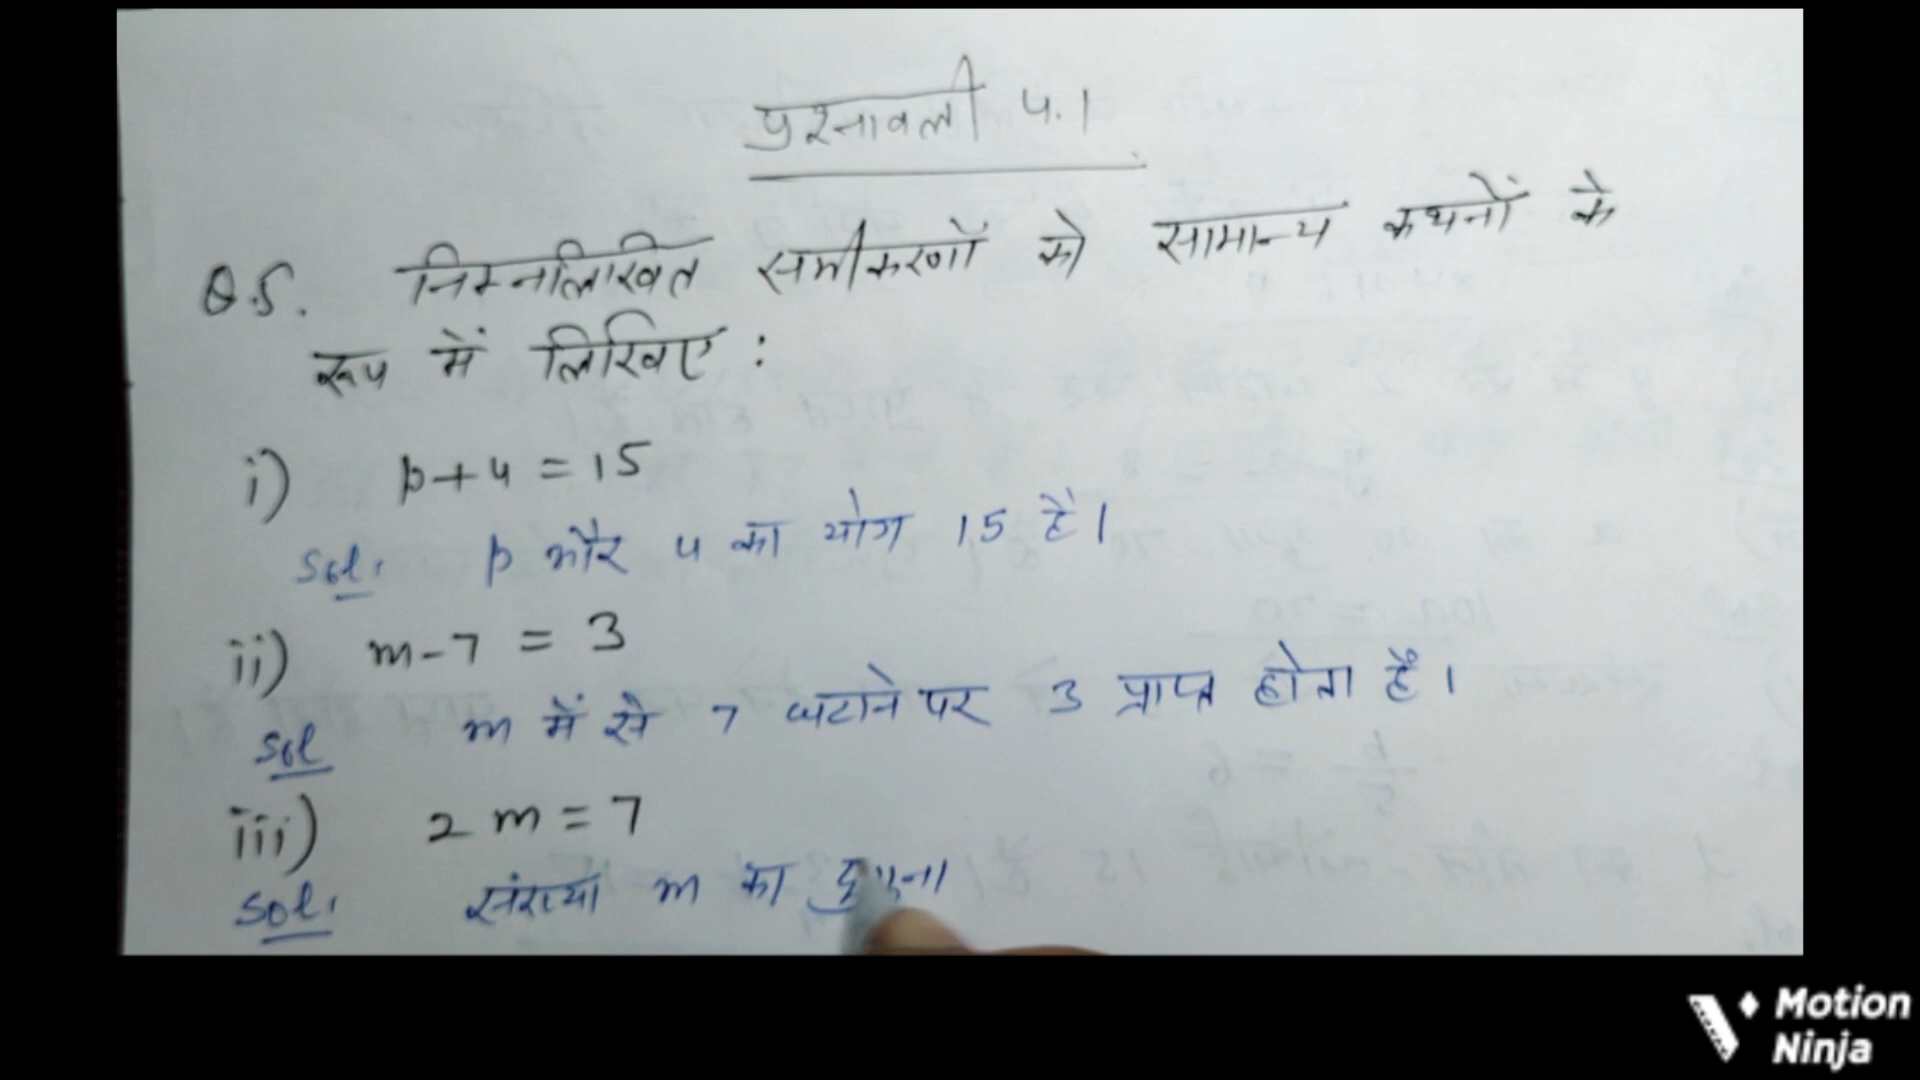 प्रश्नावली 4.1
Q.5. निम्नलिखित समीकरणों को सामान्य कथनों के
रूप में लिखिए :
i) p+4 = 15
Sol. p और 4 का योग 15 है।
ii) m-7 = 3
Sol m में से 7 घटाने पर 3 प्राप्त होता है।
iii) 2m = 7
Sol. संख्या m का
Motion
Ninja